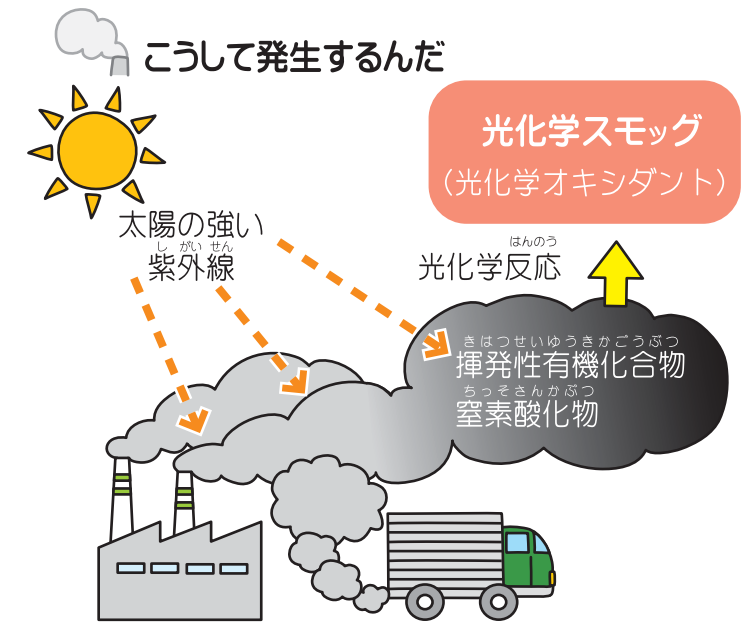 こうして発生するんだ
光化学スモッグ
（光化学オキシダント）
太陽の強い
し がい せん
紫外線
はんのう
光化学反応
きはつせいゆうきかごうぶつ
揮発性有機化合物
ちっそさんかぶつ
窒素酸化物